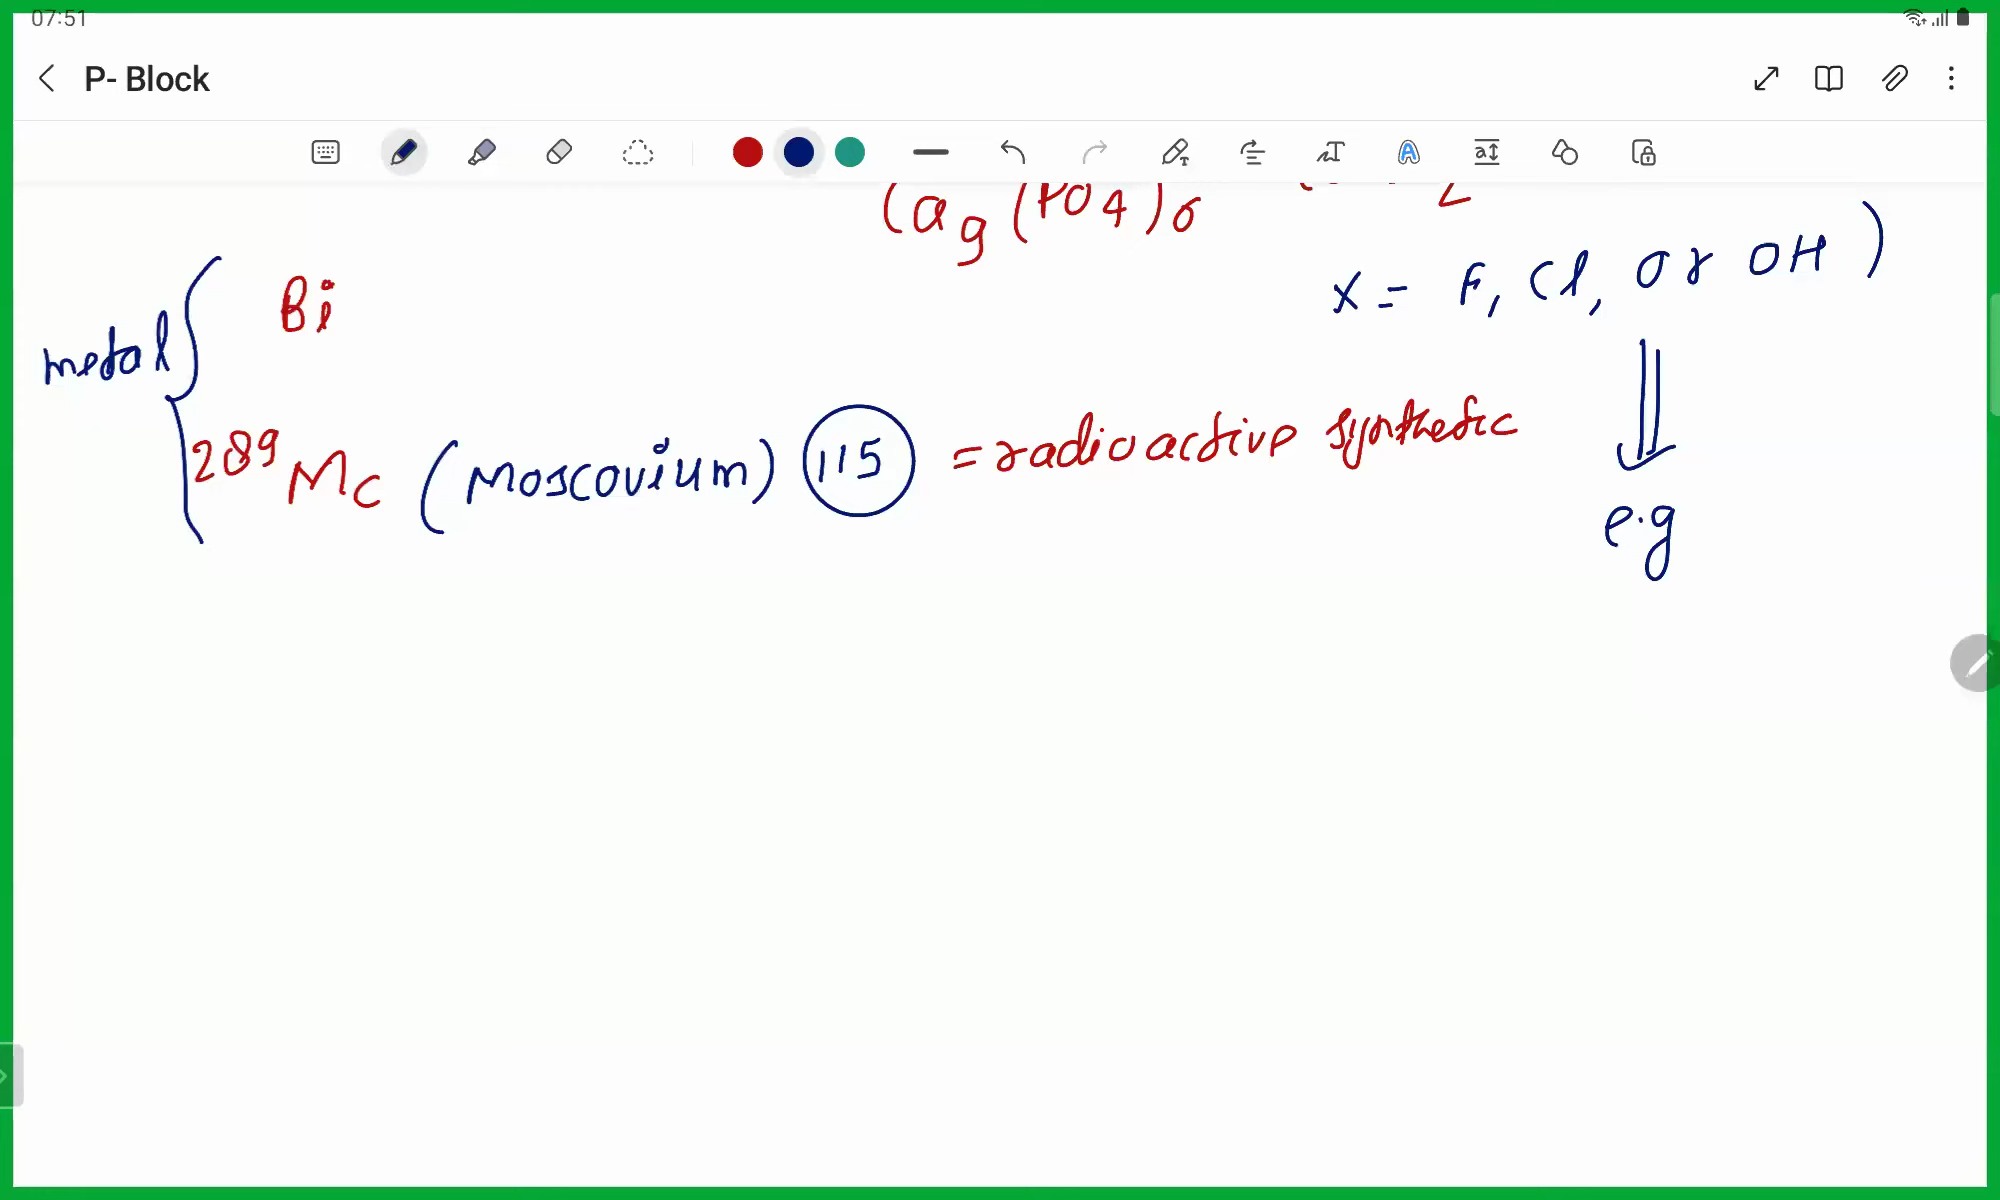 07:51
P- Block
Ca9(PO4)6
X = F, Cl, or OH )
Bi
metal
289Mc (Moscovium) 115 = radioactive synthetic
e.g